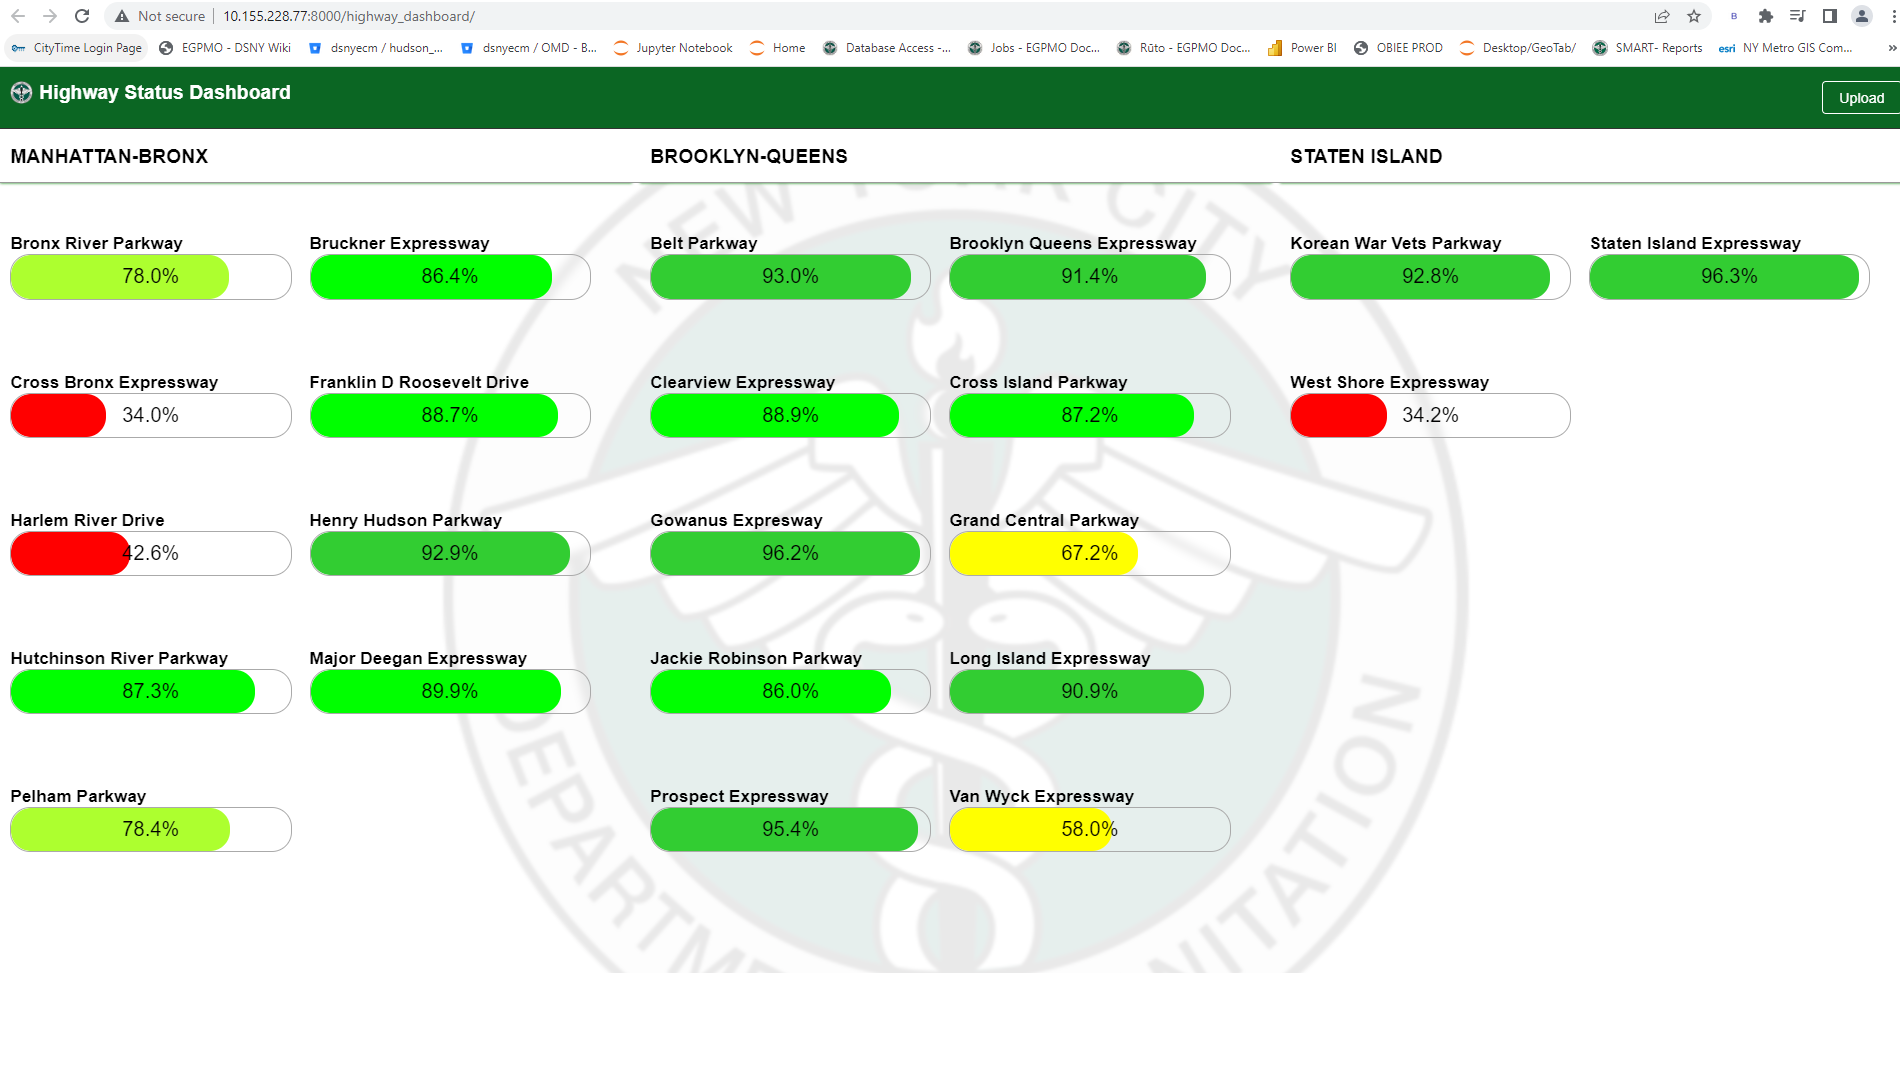 Not secure | 10.155.228.77:8000/highway_dashboard/
CityTime Login Page EGPMO - DSNY Wiki dsnyecm / hudson_... dsnyecm / OMD - B... Jupyter Notebook Home Database Access -... Jobs - EGPMO Doc... Rūto - EGPMO Doc... Power BI OBIEE PROD Desktop/GeoTab/ SMART- Reports esri NY Metro GIS Com... »
Highway Status Dashboard Upload
MANHATTAN-BRONX BROOKLYN-QUEENS STATEN ISLAND
Bronx River Parkway Bruckner Expressway Belt Parkway Brooklyn Queens Expressway Korean War Vets Parkway Staten Island Expressway
78.0% 86.4% 93.0% 91.4% 92.8% 96.3%
Cross Bronx Expressway Franklin D Roosevelt Drive Clearview Expressway Cross Island Parkway West Shore Expressway
34.0% 88.7% 88.9% 87.2% 34.2%
Harlem River Drive Henry Hudson Parkway Gowanus Expresway Grand Central Parkway
42.6% 92.9% 96.2% 67.2%
Hutchinson River Parkway Major Deegan Expressway Jackie Robinson Parkway Long Island Expressway
87.3% 89.9% 86.0% 90.9%
Pelham Parkway Prospect Expressway Van Wyck Expressway
78.4% 95.4% 58.0%
NEW YORK CITY
DEPARTME NITATION